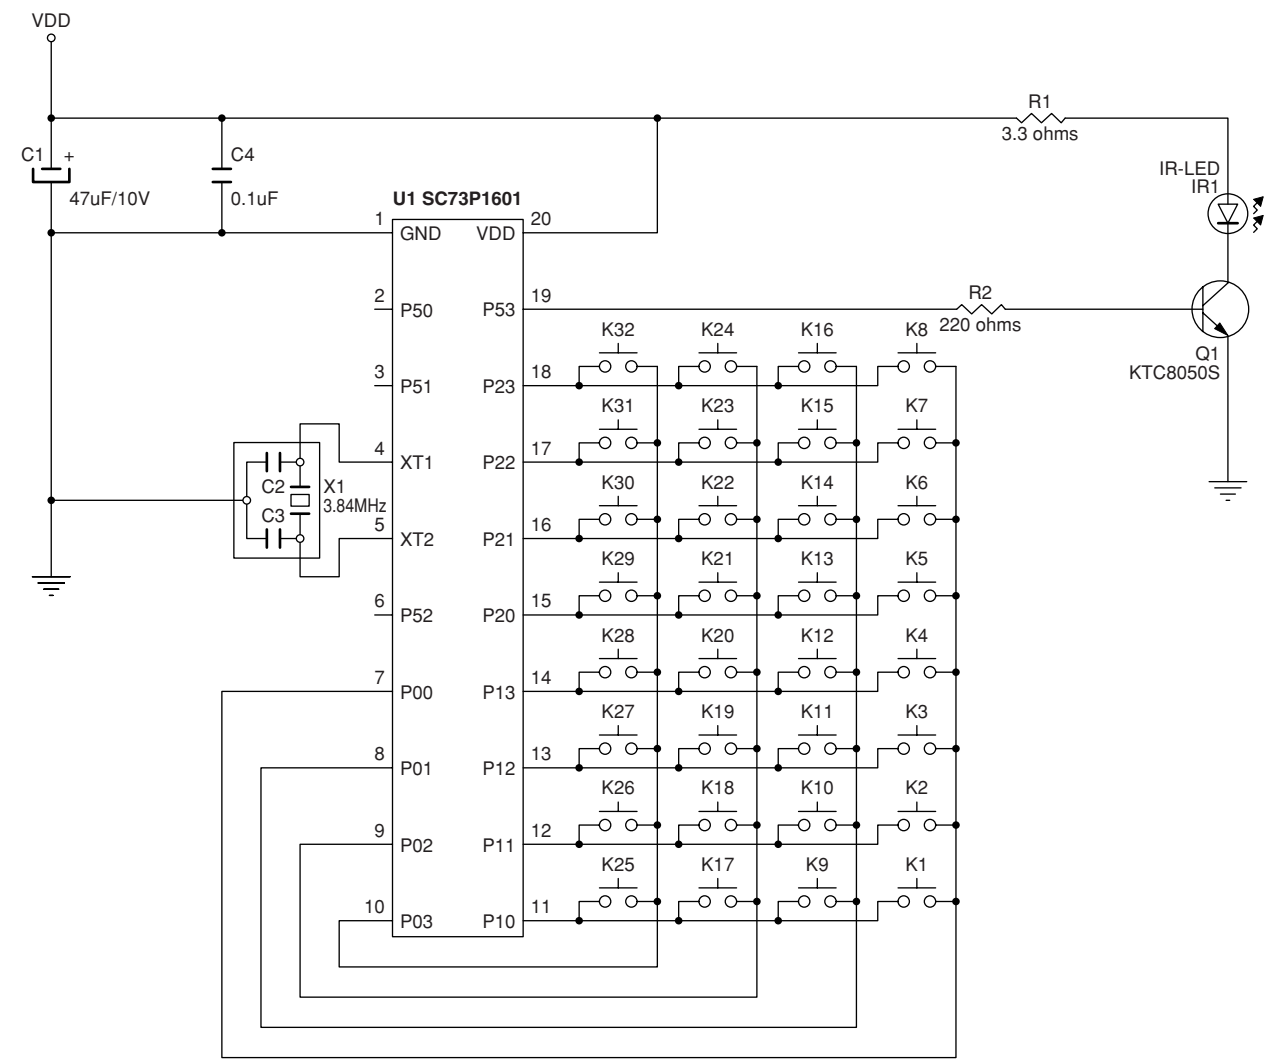 VDD
R1
3.3 ohms
C1
+
C4
47uF/10V
0.1uF
IR-LED
IR1
U1 SC73P1601
1
GND
VDD
20
2
P50
P53
19
R2
220 ohms
Q1
KTC8050S
K32
K24
K16
K8
3
P51
P23
18
K31
K23
K15
K7
4
XT1
P22
17
C2
X1
3.84MHz
C3
K30
K22
K14
K6
5
XT2
P21
16
K29
K21
K13
K5
6
P52
P20
15
K28
K20
K12
K4
7
P00
P13
14
K27
K19
K11
K3
8
P01
P12
13
K26
K18
K10
K2
9
P02
P11
12
K25
K17
K9
K1
10
P03
P10
11